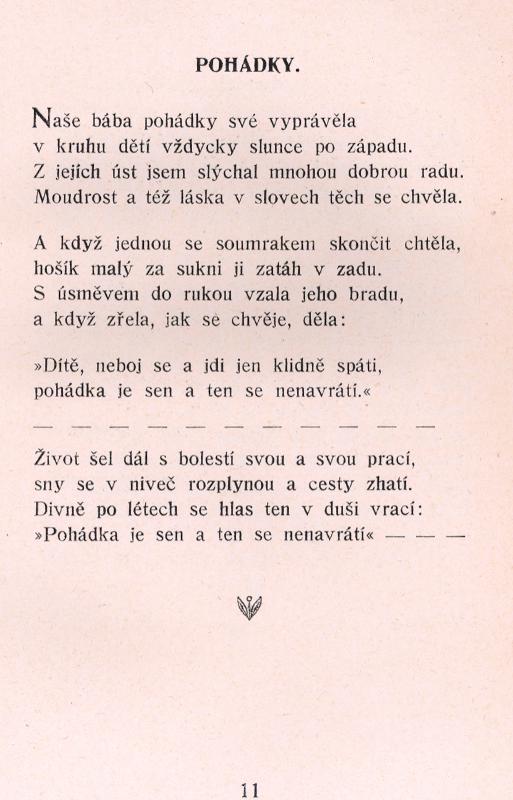 POHÁDKY.
Naše bába pohádky své vyprávěla
v kruhu dětí vždycky slunce po západu.
Z jejích úst jsem slýchal mnohou dobrou radu.
Moudrost a též láska v slovech těch se chvěla.
A když jednou se soumrakem skončit chtěla,
hošík malý za sukni ji zatáh v zadu.
S úsměvem do rukou vzala jeho bradu,
a když zřela, jak se chvěje, děla:
»Dítě, neboj se a jdi jen klidně spáti,
pohádka je sen a ten se nenavrátí.«
— — — — — — — — — — —
Život šel dál s bolestí svou a svou prací,
sny se v niveč rozplynou a cesty zhatí.
Divně po létech se hlas ten v duši vrací:
»Pohádka je sen a ten se nenavrátí« — — —
11